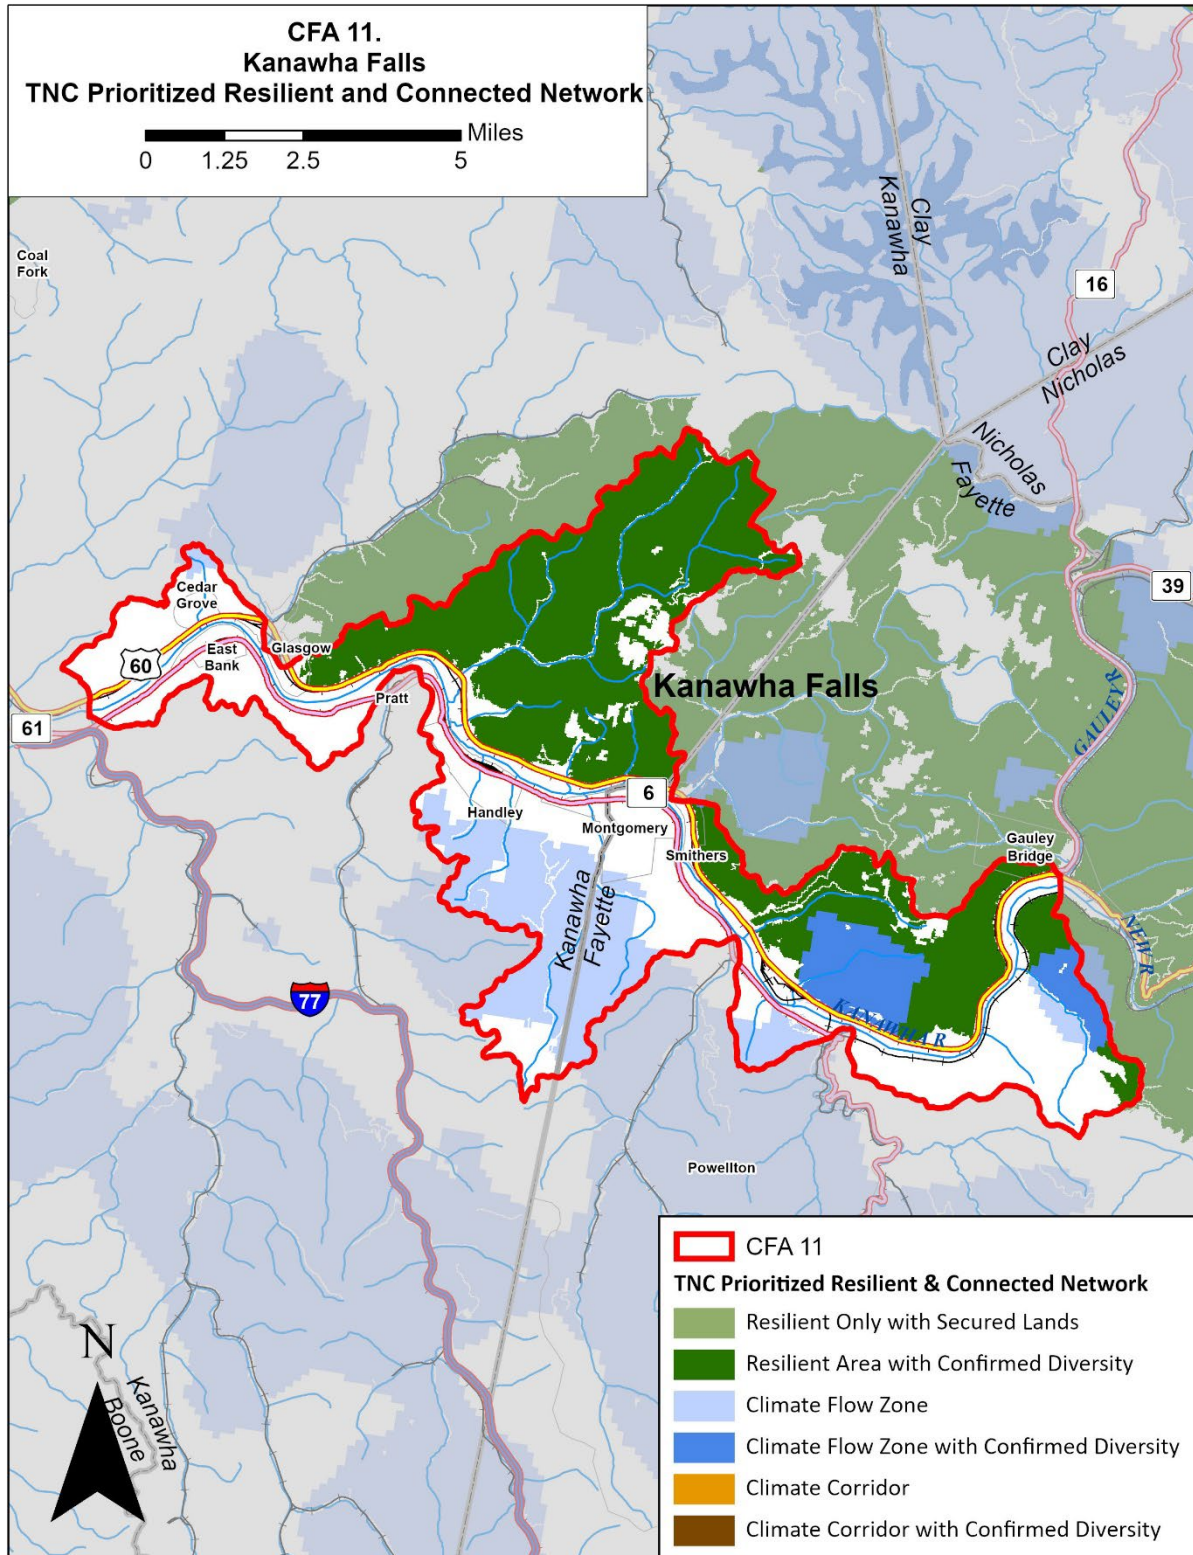 CFA 11.
Kanawha Falls
TNC Prioritized Resilient and Connected Network
Miles
0 1.25 2.5 5
Coal
Fork
Clay
Kanawha
16
Clay
Nicholas
Nicholas
Fayette
39
Cedar
Grove
60
East
Bank
Glasgow
Pratt
Kanawha Falls
GAULEY R
61
6
Handley
Montgomery
Smithers
Gauley
Bridge
Kanawha
Fayette
NEW R
77
KANAWHA R
Powellton
N
Kanawha
Boone
CFA 11
TNC Prioritized Resilient & Connected Network
Resilient Only with Secured Lands
Resilient Area with Confirmed Diversity
Climate Flow Zone
Climate Flow Zone with Confirmed Diversity
Climate Corridor
Climate Corridor with Confirmed Diversity